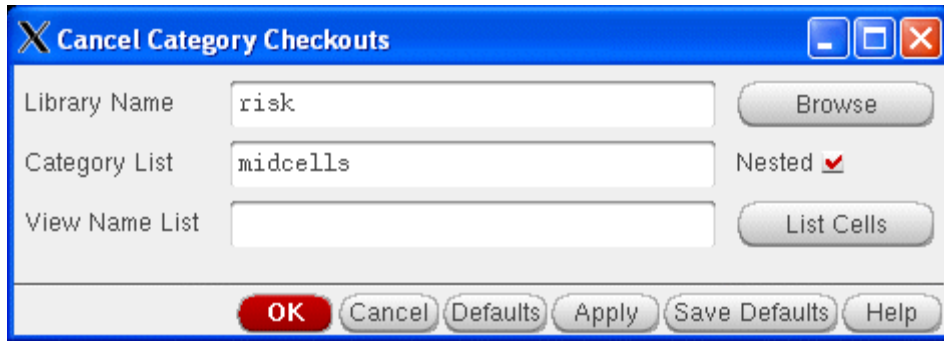 Cancel Category Checkouts
Library Name risk Browse
Category List midcells Nested
View Name List List Cells
OK Cancel Defaults Apply Save Defaults Help